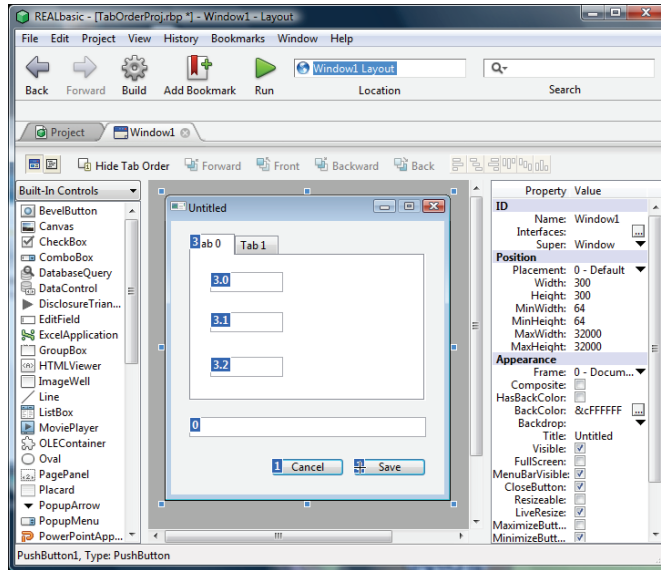 REALbasic - [TabOrderProj.rbp *] - Window1 - Layout
File Edit Project View History Bookmarks Window Help
Window1 Layout
Back Forward Build Add Bookmark Run Location Search
Project Window1
Hide Tab Order Forward Front Backward Back
Built-In Controls
BevelButton
Canvas
CheckBox
ComboBox
DatabaseQuery
DataControl
DisclosureTrian...
EditField
ExcelApplication
GroupBox
HTMLViewer
ImageWell
Line
ListBox
MoviePlayer
OLEContainer
Oval
PagePanel
Placard
PopupArrow
PopupMenu
PowerPointApp...
Untitled
3 ab 0 Tab 1
3.0
3.1
3.2
0
1 Cancel Save
Property Value
ID
Name: Window1
Interfaces: ...
Super: Window
Position
Placement: 0 - Default
Width: 300
Height: 300
MinWidth: 64
MinHeight: 64
MaxWidth: 32000
MaxHeight: 32000
Appearance
Frame: 0 - Docum...
Composite:
HasBackColor:
BackColor: &cFFFFFF ...
Backdrop:
Title: Untitled
Visible:
FullScreen:
MenuBarVisible:
CloseButton:
Resizeable:
LiveResize:
MaximizeButt...
MinimizeButt...
PushButton1, Type: PushButton